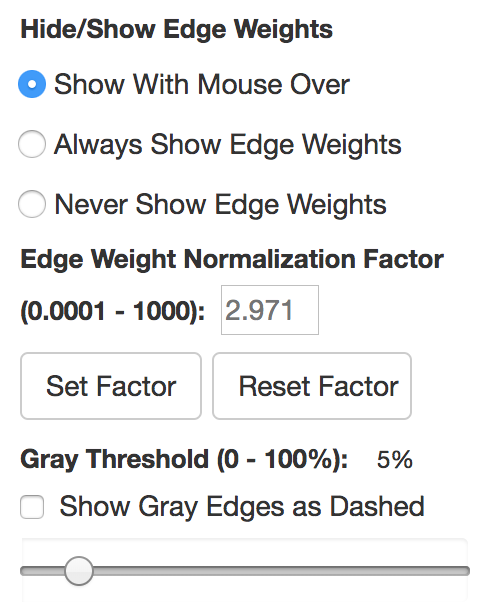 Hide/Show Edge Weights
Show With Mouse Over
Always Show Edge Weights
Never Show Edge Weights
Edge Weight Normalization Factor
(0.0001 - 1000): 2.971
Set Factor Reset Factor
Gray Threshold (0 - 100%): 5%
Show Gray Edges as Dashed